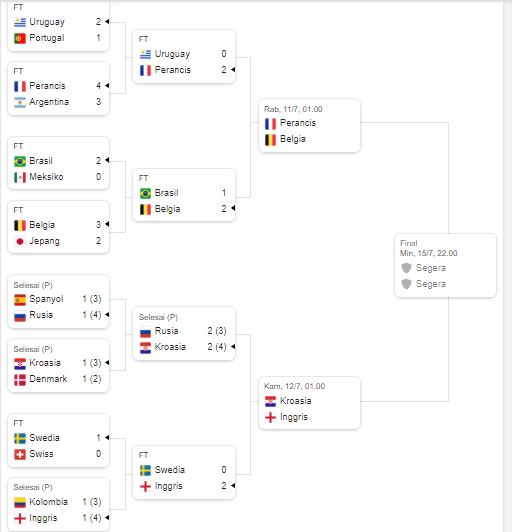 FT
Uruguay 2
Portugal 1
FT
Perancis 4
Argentina 3
FT
Brasil 2
Meksiko 0
FT
Belgia 3
Jepang 2
Selesai (P)
Spanyol 1 (3)
Rusia 1 (4)
Selesai (P)
Kroasia 1 (3)
Denmark 1 (2)
FT
Swedia 1
Swiss 0
Selesai (P)
Kolombia 1 (3)
Inggris 1 (4)
FT
Uruguay 0
Perancis 2
FT
Brasil 1
Belgia 2
Selesai (P)
Rusia 2 (3)
Kroasia 2 (4)
FT
Swedia 0
Inggris 2
Rab, 11/7, 01.00
Perancis
Belgia
Kam, 12/7, 01.00
Kroasia
Inggris
Final
Min, 15/7, 22.00
Segera
Segera